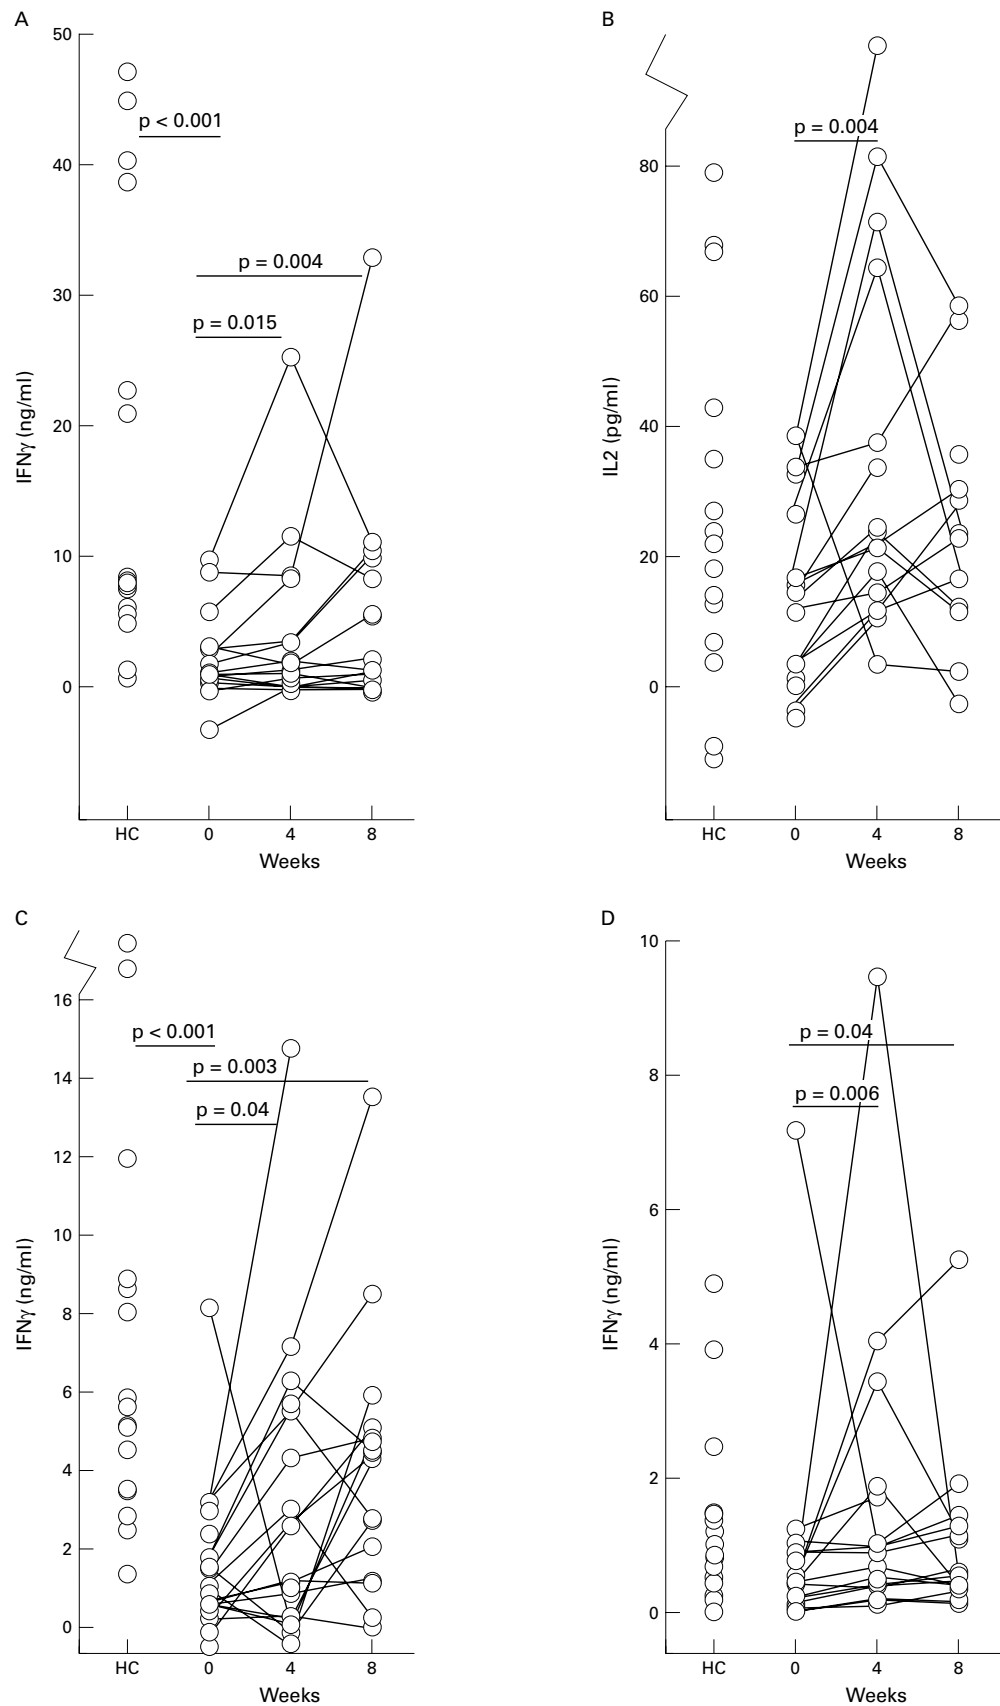 A
50
40
30
20
10
0
IFNγ (ng/ml)
p < 0.001
p = 0.004
p = 0.015
HC 0 4 8
Weeks
B
80
60
40
20
0
IL2 (pg/ml)
p = 0.004
HC 0 4 8
Weeks
C
16
14
12
10
8
6
4
2
0
IFNγ (ng/ml)
p < 0.001
p = 0.003
p = 0.04
HC 0 4 8
Weeks
D
10
8
6
4
2
0
IFNγ (ng/ml)
p = 0.04
p = 0.006
HC 0 4 8
Weeks